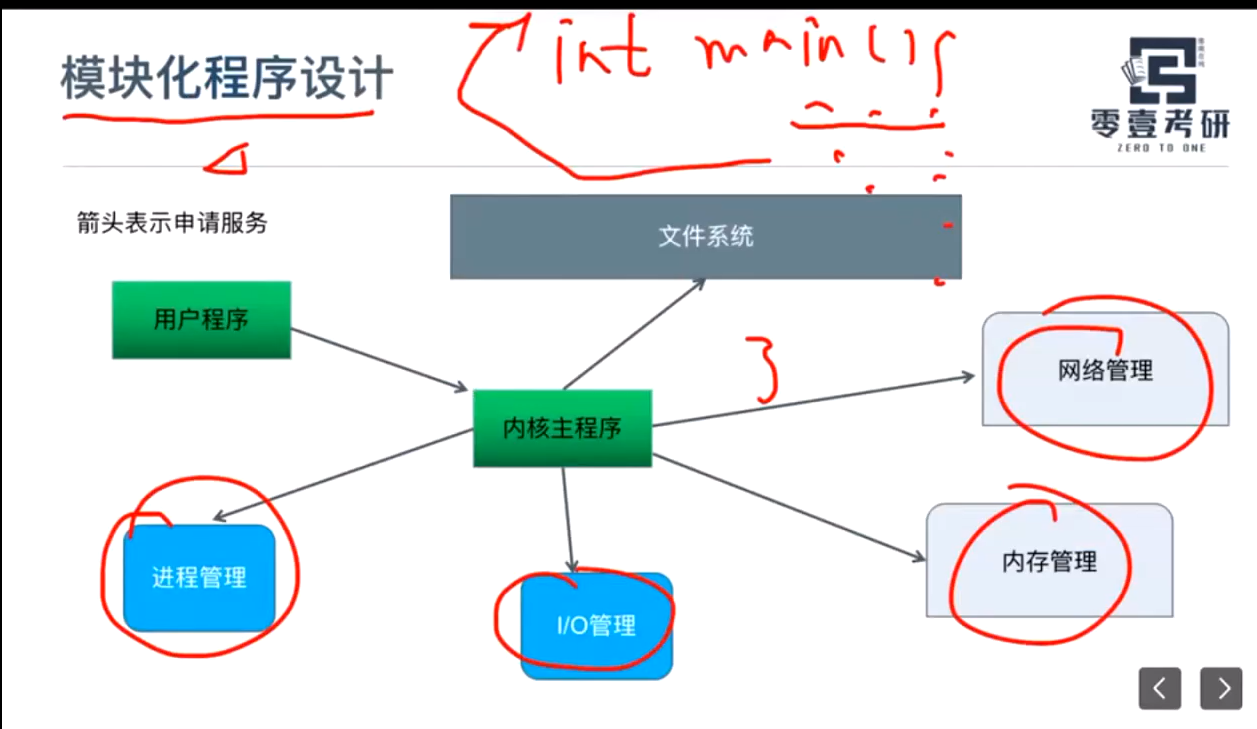 int main() {
模块化程序设计
零壹考研
ZERO TO ONE
箭头表示申请服务
文件系统
用户程序
}
网络管理
内核主程序
进程管理
I/O管理
内存管理